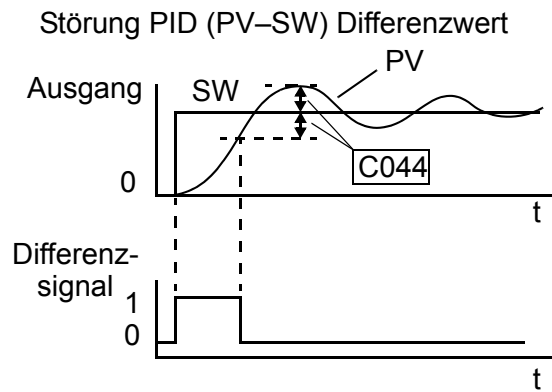 Störung PID (PV–SW) Differenzwert
Ausgang
SW
PV
C044
0
t
Differenz-
signal
1
0
t